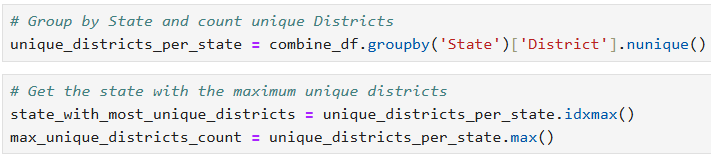 # Group by State and count unique Districts
unique_districts_per_state = combine_df.groupby('State')['District'].nunique()
# Get the state with the maximum unique districts
state_with_most_unique_districts = unique_districts_per_state.idxmax()
max_unique_districts_count = unique_districts_per_state.max()